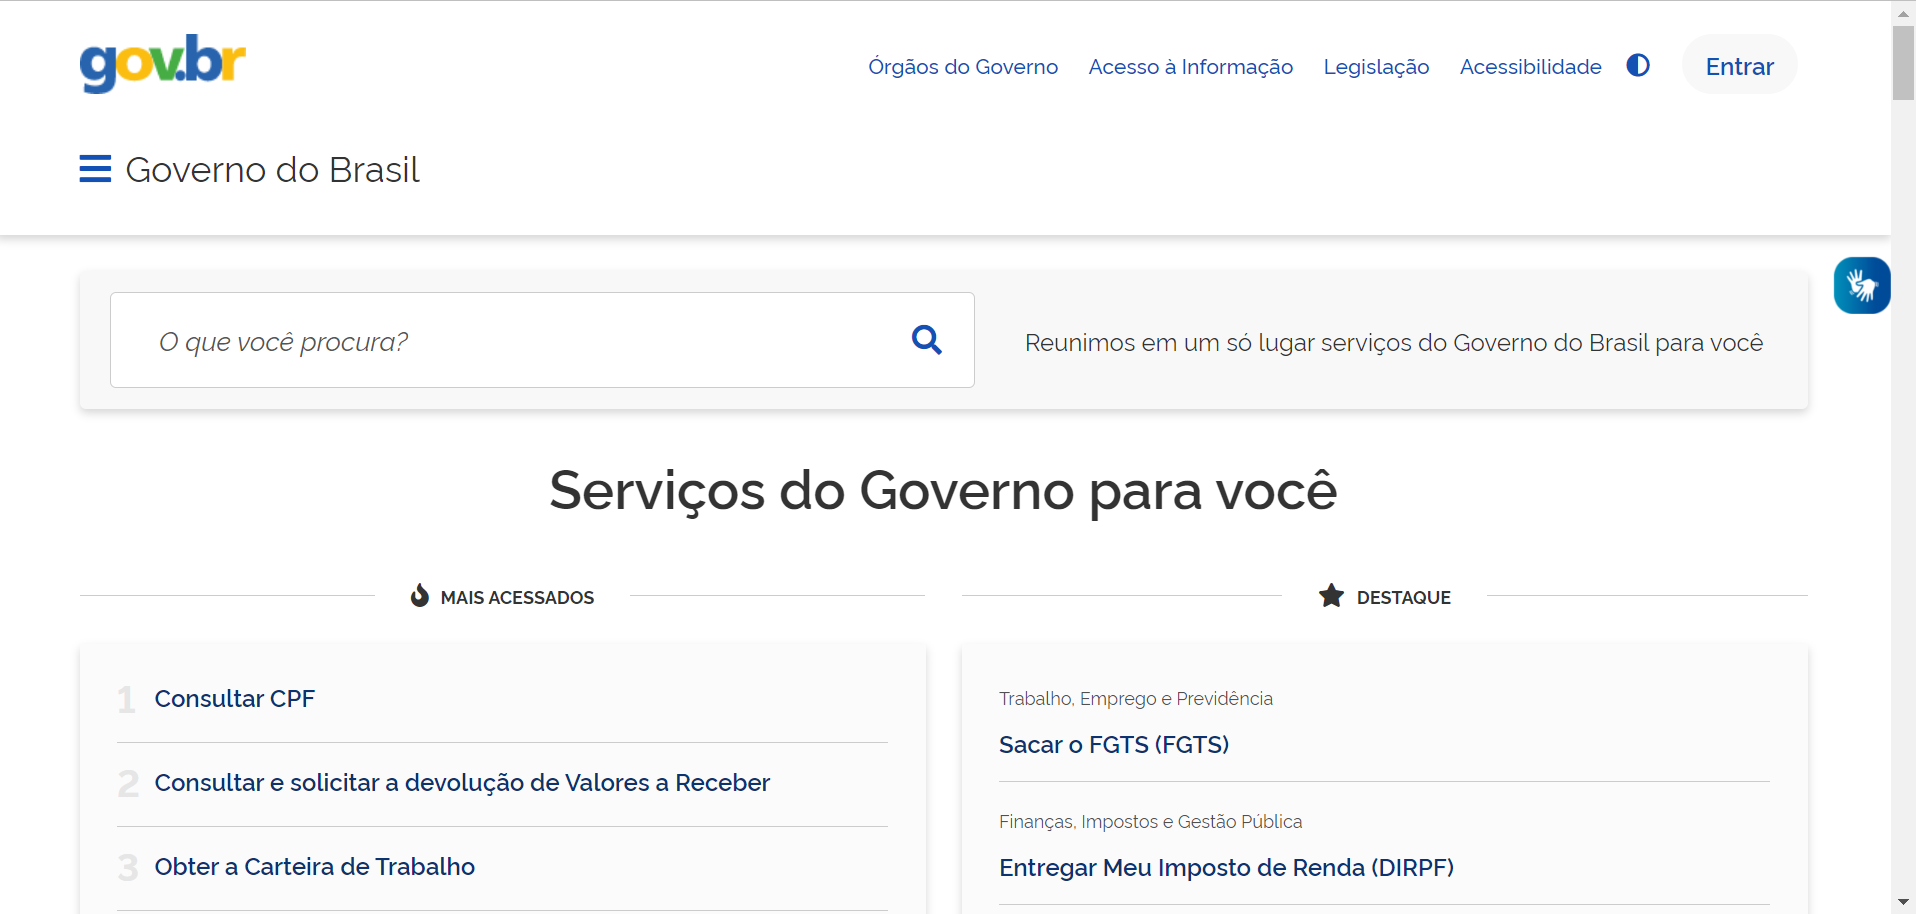 gov.br
Órgãos do Governo Acesso à Informação Legislação Acessibilidade Entrar
Governo do Brasil
O que você procura?
Reunimos em um só lugar serviços do Governo do Brasil para você
Serviços do Governo para você
MAIS ACESSADOS
1 Consultar CPF
2 Consultar e solicitar a devolução de Valores a Receber
3 Obter a Carteira de Trabalho
DESTAQUE
Trabalho, Emprego e Previdência
Sacar o FGTS (FGTS)
Finanças, Impostos e Gestão Pública
Entregar Meu Imposto de Renda (DIRPF)